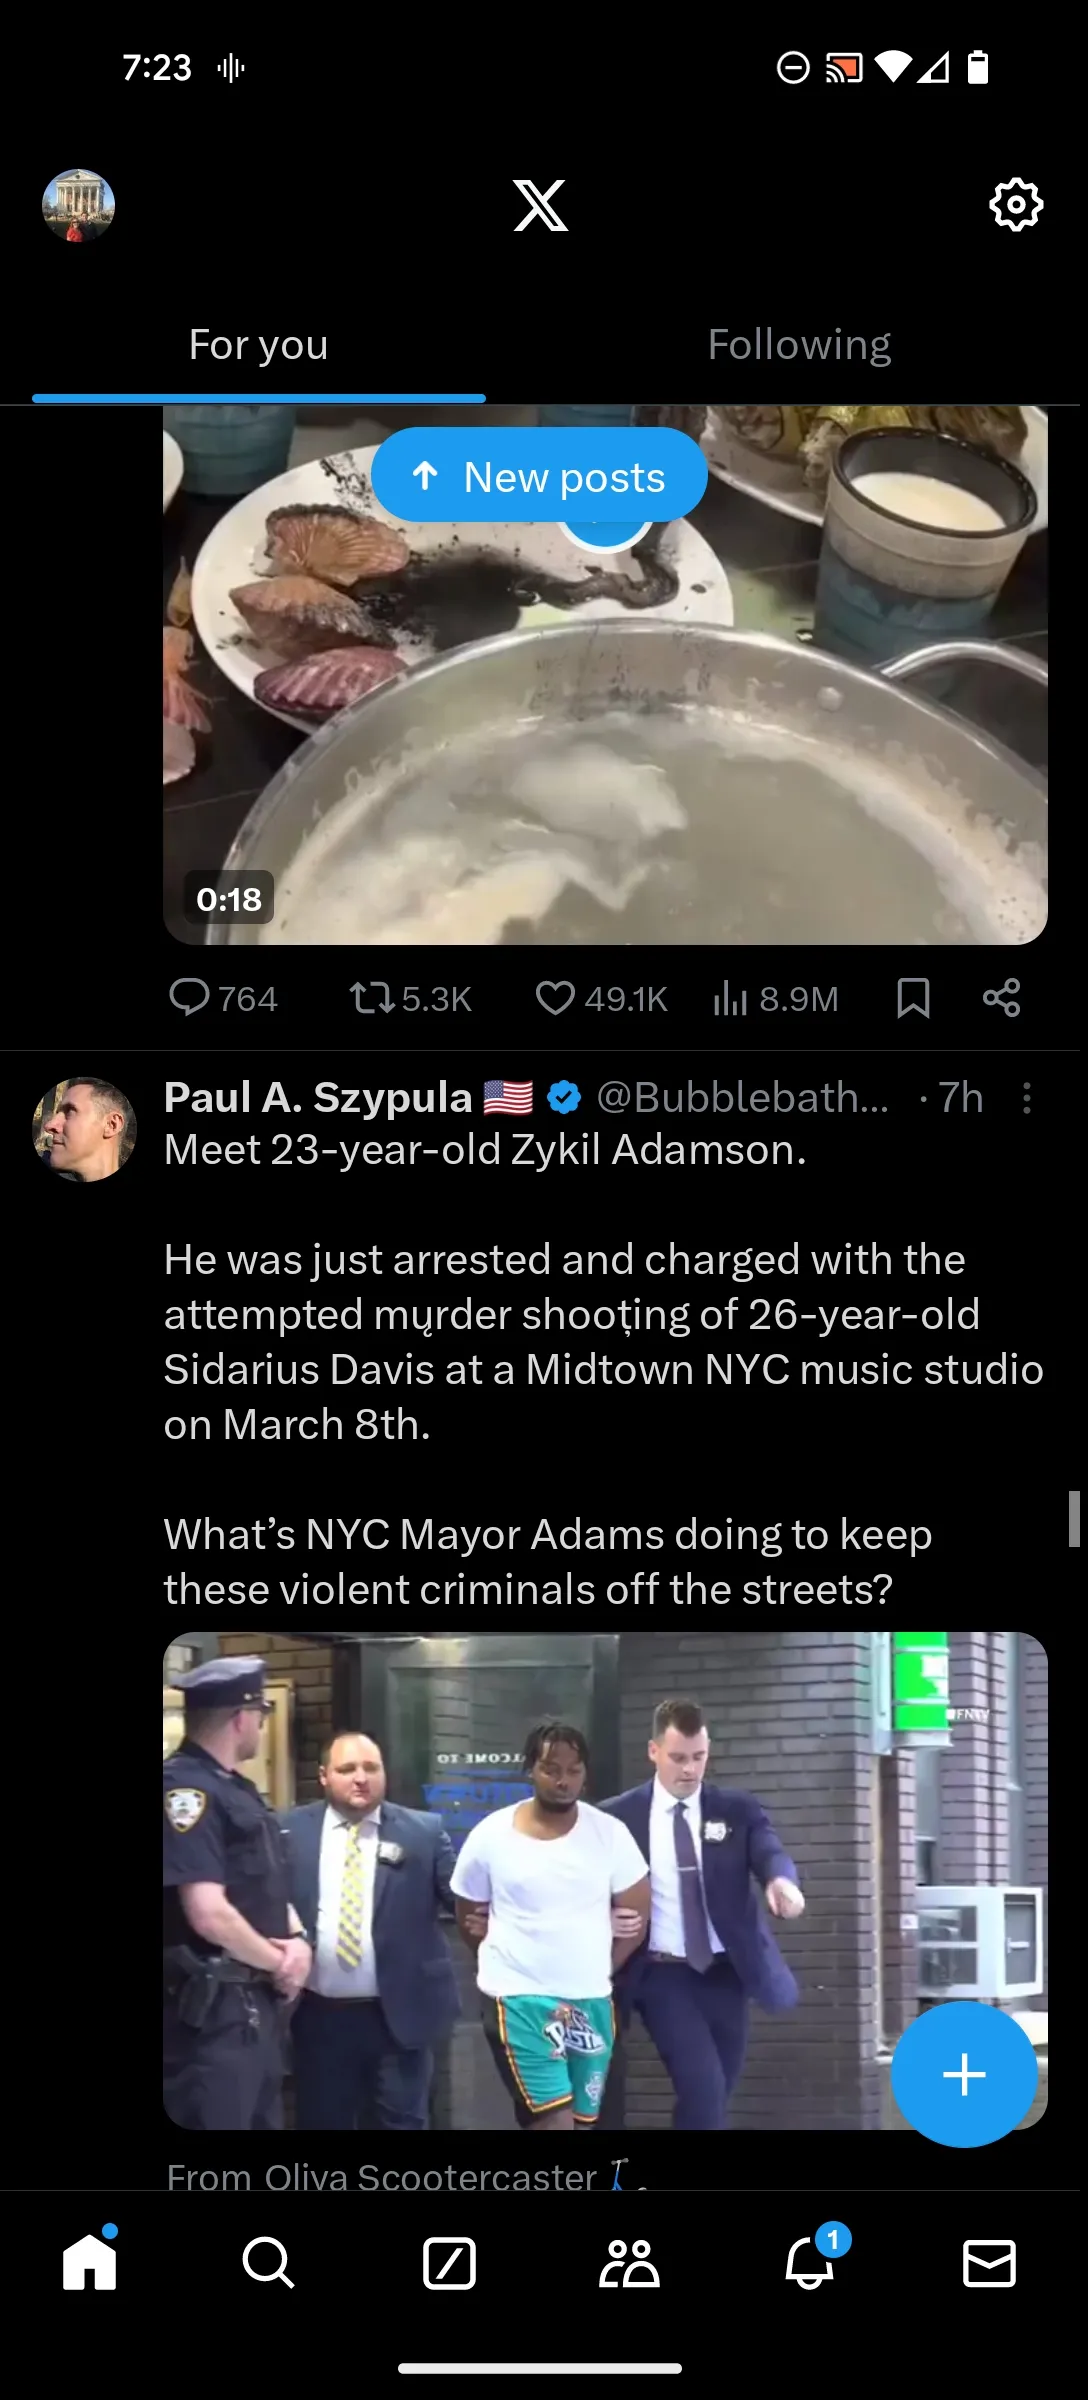 7:23
For you
Following
New posts
0:18
764 5.3K 49.1K 8.9M
Paul A. Szypula 🇺🇸 @Bubblebath... · 7h
Meet 23-year-old Zykil Adamson.
He was just arrested and charged with the
attempted mųrder shooţing of 26-year-old
Sidarius Davis at a Midtown NYC music studio
on March 8th.
What’s NYC Mayor Adams doing to keep
these violent criminals off the streets?
FNTV
From Oliva Scootercaster 🛴
1